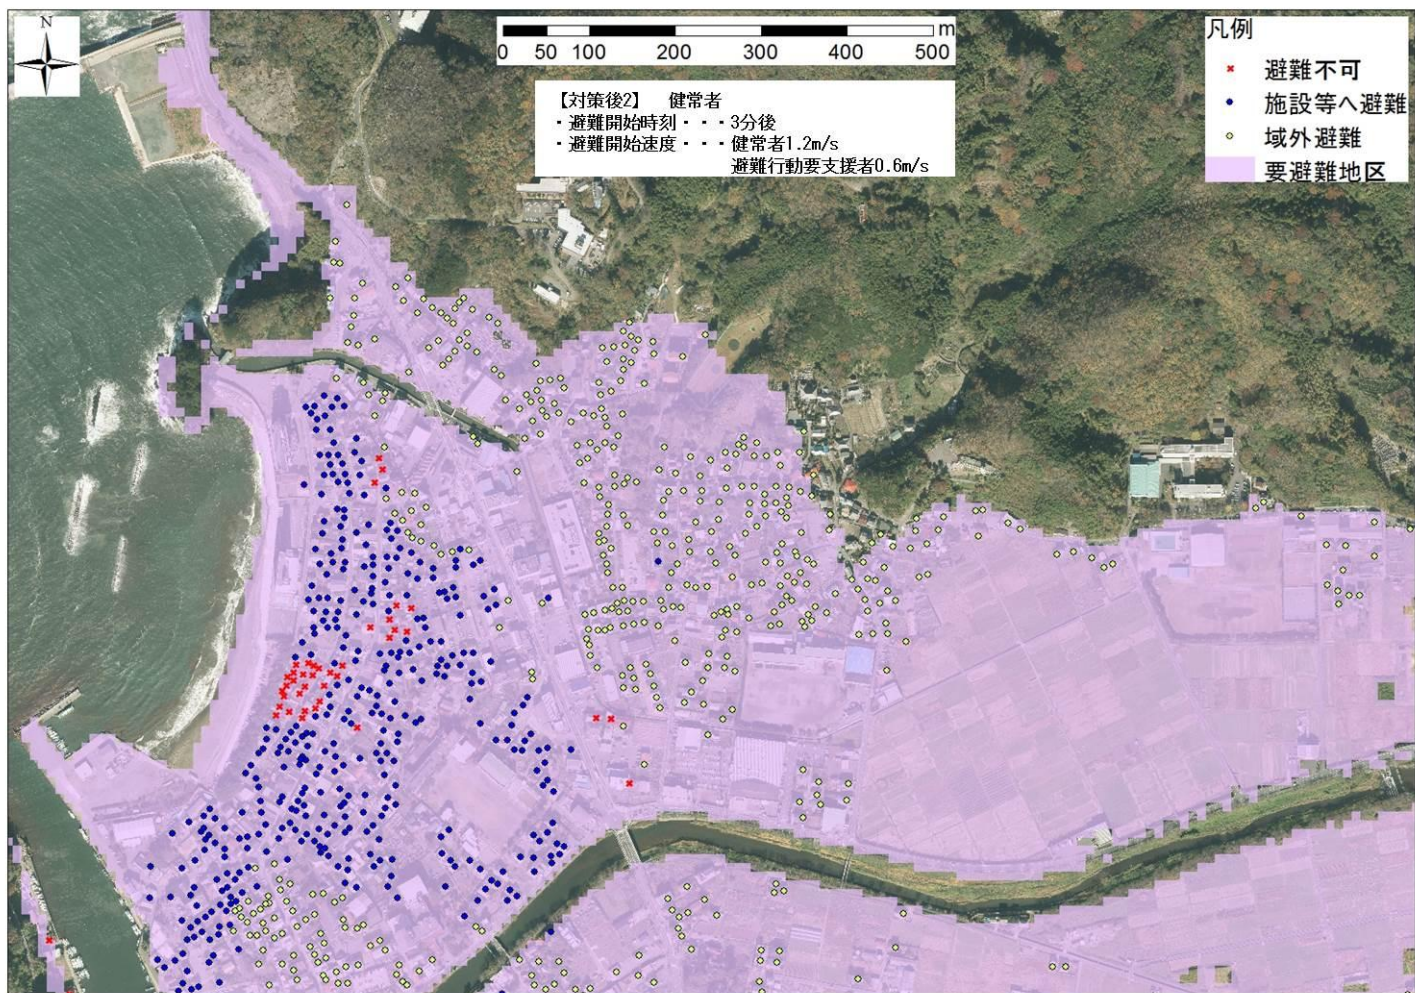 N
0 50 100 200 300 400 500 m
【対策後2】 健常者
・避難開始時刻・・・3分後
・避難開始速度・・・健常者1.2m/s
避難行動要支援者0.6m/s
凡例
避難不可
施設等へ避難
域外避難
要避難地区